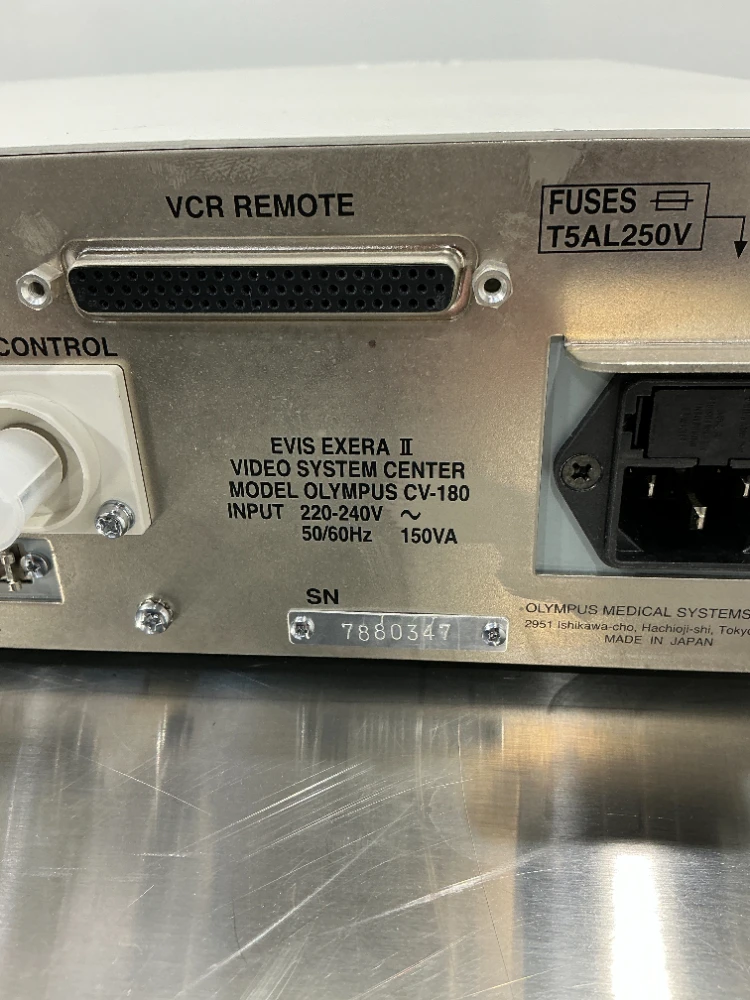 VCR REMOTE
FUSES
T5AL250V
CONTROL
EVIS EXERA II
VIDEO SYSTEM CENTER
MODEL OLYMPUS CV-180
INPUT 220-240V ~
50/60Hz 150VA
SN
7880347
OLYMPUS MEDICAL SYSTEMS
2951 Ishikawa-cho, Hachioji-shi, Tokyo
MADE IN JAPAN